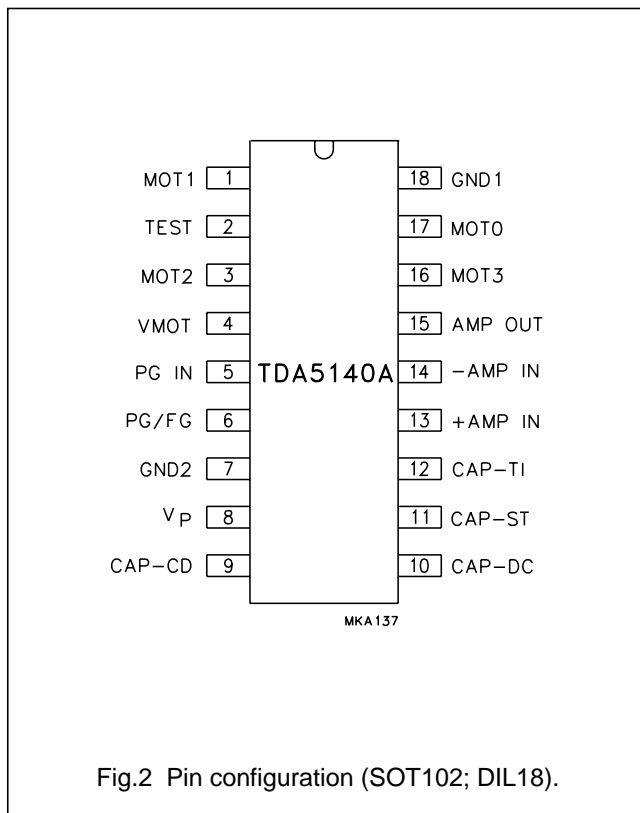 MOT1 1 18 GND1
TEST 2 17 MOT0
MOT2 3 16 MOT3
VMOT 4 15 AMP OUT
PG IN 5 TDA5140A 14 -AMP IN
PG/FG 6 13 +AMP IN
GND2 7 12 CAP-TI
VP 8 11 CAP-ST
CAP-CD 9 10 CAP-DC
MKA137
Fig.2 Pin configuration (SOT102; DIL18).